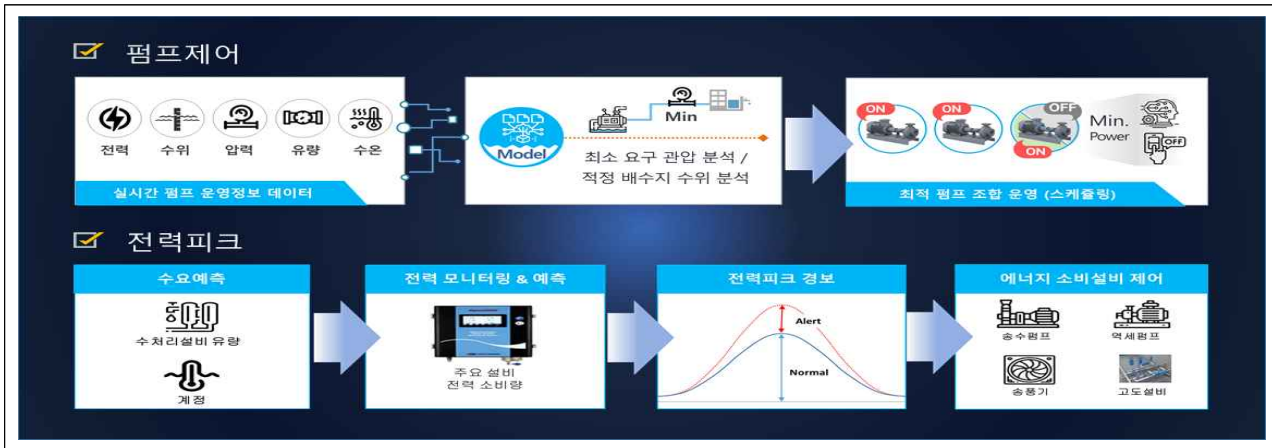 펌프제어
전력 수위 압력 유량 수온
실시간 펌프 운영정보 데이터
Model
Min
최소 요구 관압 분석 /
적정 배수지 수위 분석
ON ON OFF
ON
Min.
Power
OFF
최적 펌프 조합 운영 (스케쥴링)
전력피크
수요예측
수처리설비 유량
계정
전력 모니터링 & 예측
주요 설비
전력 소비량
전력피크 경보
Alert
Normal
에너지 소비설비 제어
송수펌프 역세펌프
송풍기 고도설비